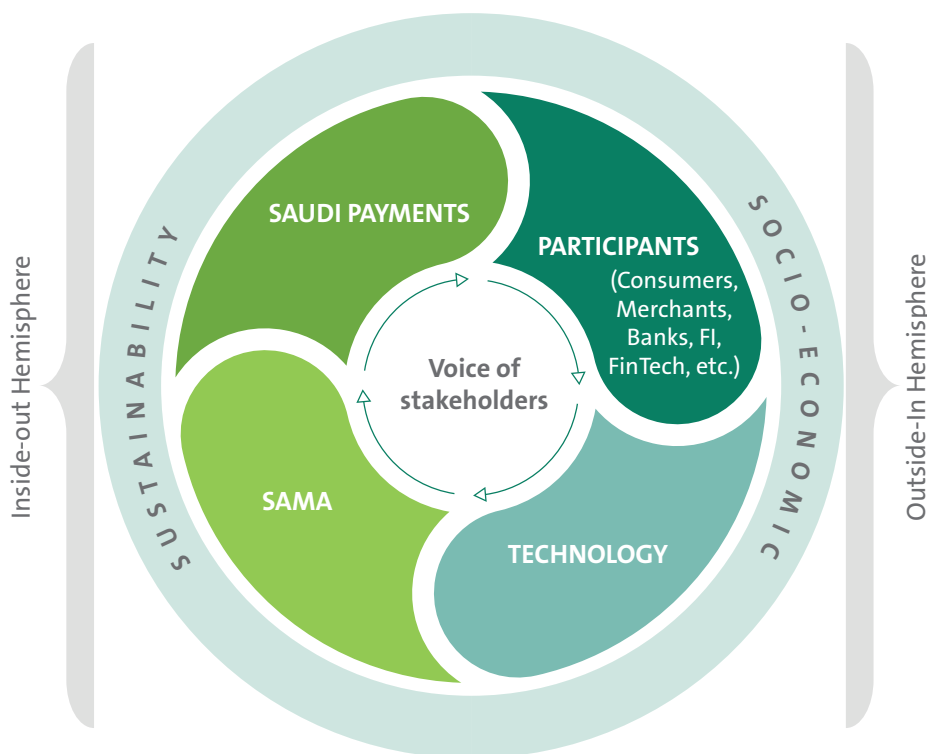 Inside-out Hemisphere
SUSTAINABILITY
SAUDI PAYMENTS
PARTICIPANTS
(Consumers,
Merchants,
Banks, FI,
FinTech, etc.)
Voice of
stakeholders
SAMA
TECHNOLOGY
SOCIO-ECONOMIC
Outside-In Hemisphere